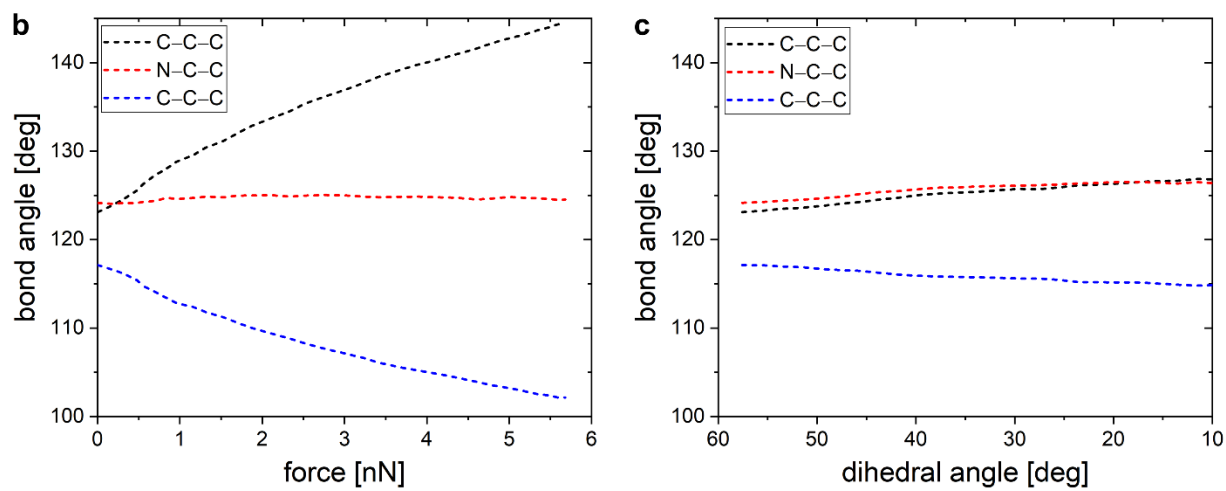 b
C–C–C
N–C–C
C–C–C
bond angle [deg]
140
130
120
110
100
0 1 2 3 4 5 6
force [nN]
c
C–C–C
N–C–C
C–C–C
bond angle [deg]
140
130
120
110
100
60 50 40 30 20 10
dihedral angle [deg]